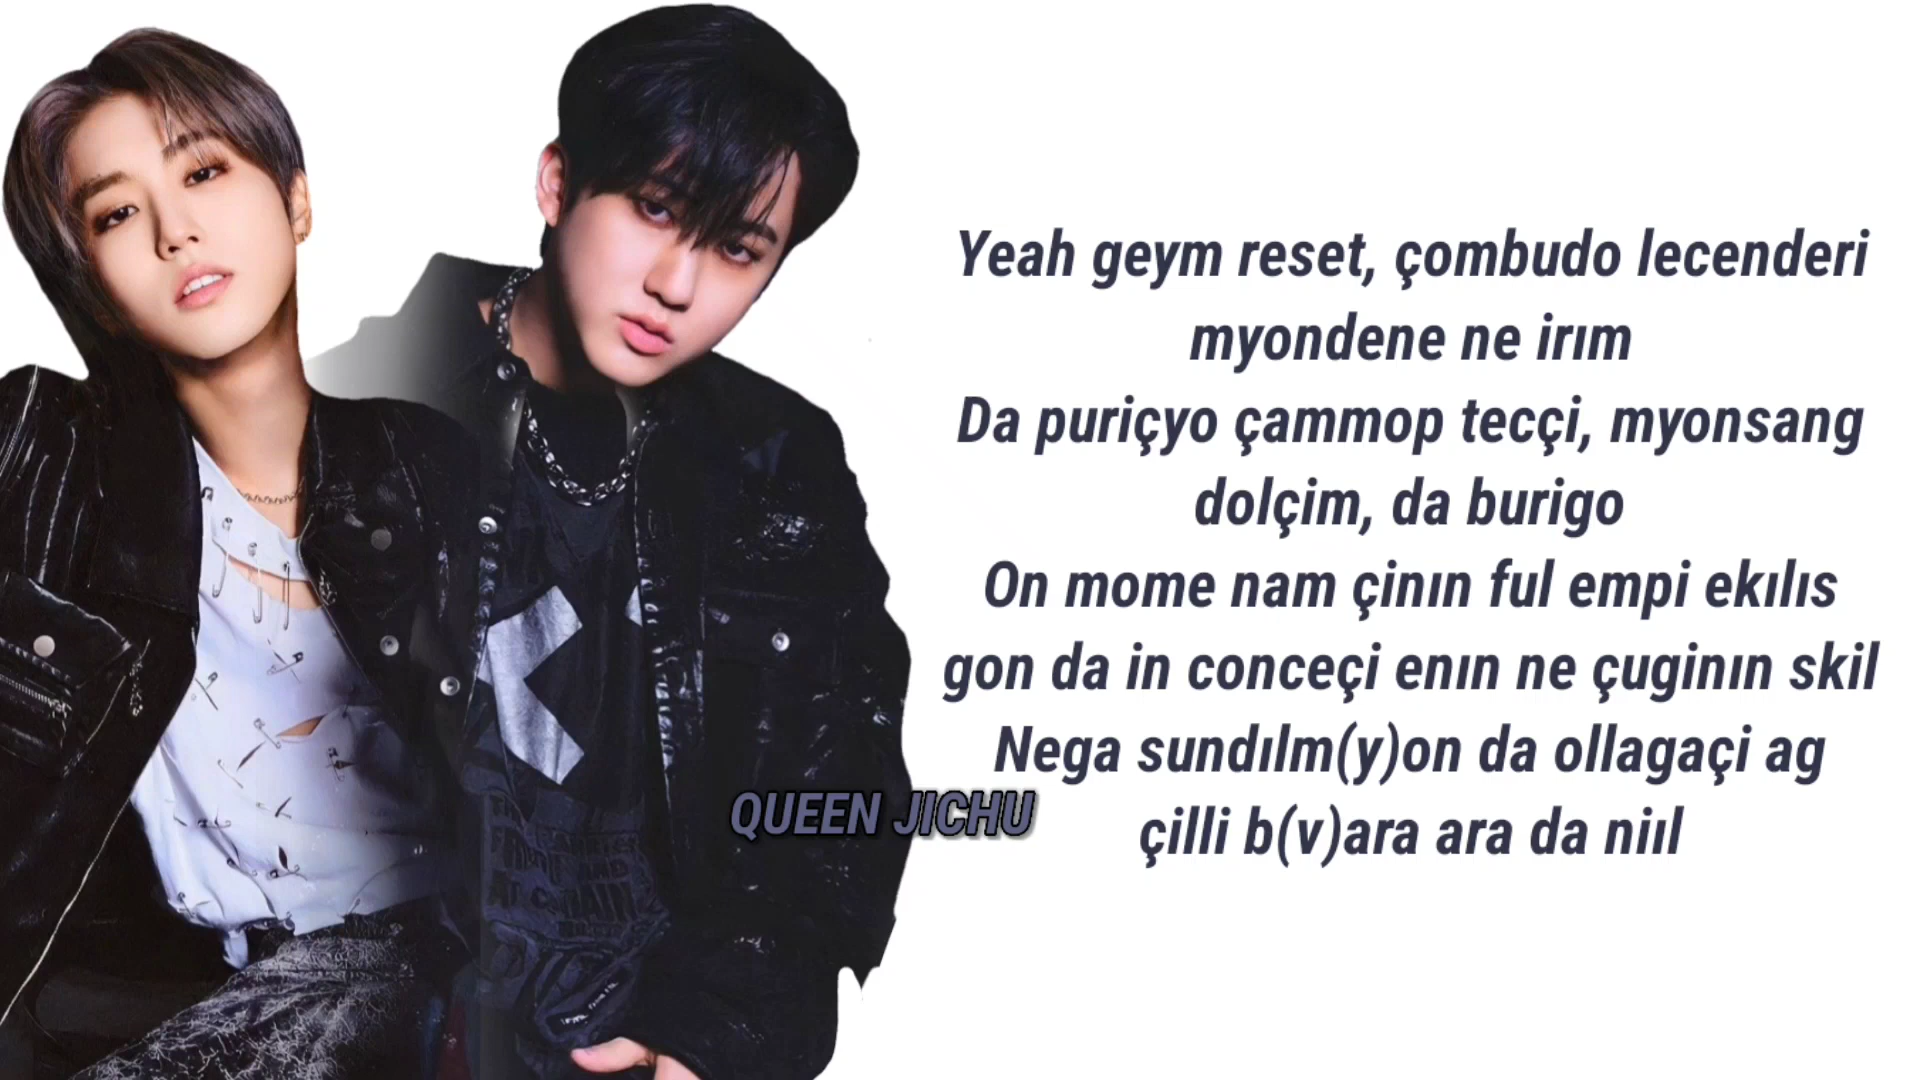 Yeah geym reset, çombudo lecenderi
myondene ne irım
Da puriçyo çammop tecçi, myonsang
dolçim, da burigo
On mome nam çinın ful empi ekılıs
gon da in conceçi enın ne çuginın skil
Nega sundılm(y)on da ollagaçi ag
çilli b(v)ara ara da niıl
QUEEN JICHU